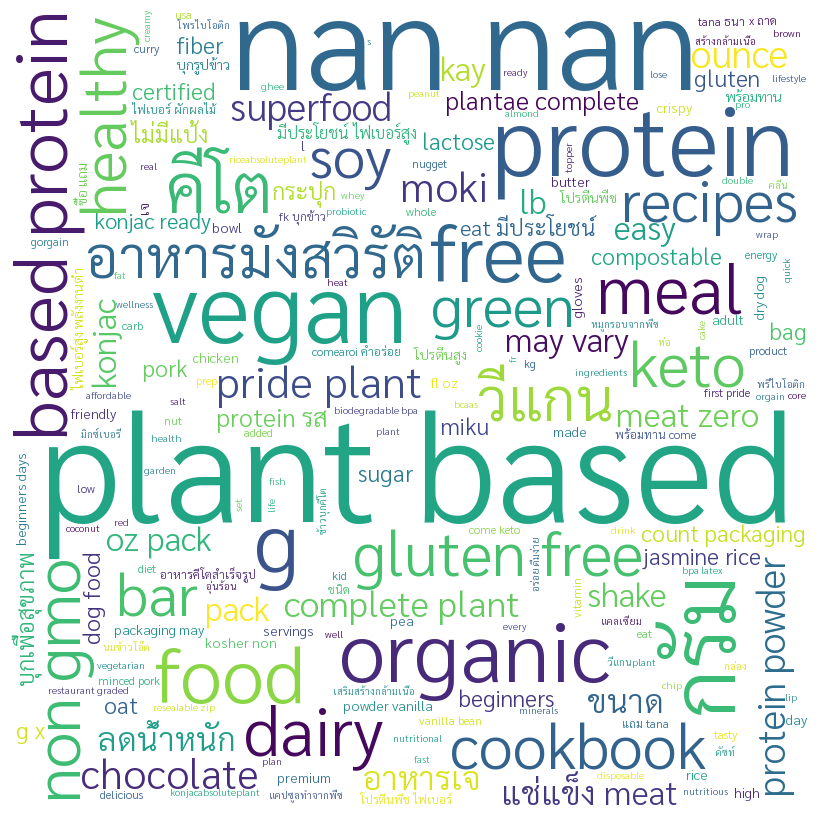 nan nan
plant based
vegan
protein
organic
free
food
meal
dairy
gluten free
cookbook
based protein
healthy
non gmo
protein powder
กรัม
คีโต
อาหารมังสวิรัติ
วีแกน
green
keto
recipes
superfood
soy
moki
g
bar
pride plant
complete plant
chocolate
แช่แข็ง meat
อาหารเจ
ลดน้ำหนัก
ขนาด
shake
jasmine rice
meat zero
may vary
easy
lb
kay
ounce
plantae complete
gluten
lactose
eat มีประโยชน์
compostable
fiber
บุกรูปข้าว
certified
ไฟเบอร์ ผักผลไม้
ไม่มีแป้ง
มีประโยชน์ ไฟเบอร์สูง
กระปุก
konjac ready
konjac
bowl
fk บุกข้าว
probiotic
whole
butter
โปรตีนพืช
nugget
almond
peanut
ghee
curry
creamy
usa
ไพรไบโอติก
tana ธนา x ถาด
brown
สร้างกล้ามเนื้อ
ready
lose
lifestyle
crispy
พร้อมทาน
pro
topper
double
คลีน
wrap
energy
quick
gloves
dry dog
หมูกรอบจากพืช
adult
bag
product
ห่อ
cake
cookie
kg
fr
ingredients
พรีไบโอติก
first pride
orgain
core
riceabsoluteplant
whey
real
l
s
เจ
ซื้อ แถม
gorgain
fat
ไฟเบอร์สูง พลังงานต่ำ
wellness
carb
heat
comearoi คำอร่อย
โปรตีนสูง
pork
chicken
prep
fl oz
affordable
salt
friendly
nut
protein รส
biodegradable bpa
bcaas
miku
made
พร้อมทาน come
มิกซ์เบอรี
health
added
plant
garden
sugar
beginners days
low
fish
life
set
ข้าวบุกคีโต
coconut
red
oz pack
come keto
drink
count packaging
อร่อย ดื่มง่าย
bpa latex
diet
อาหารคีโตสำเร็จรูป
อุ่นร้อน
kid
ชนิด
dog food
บุกเพื่อสุขภาพ
pack
vitamin
แคลเซียม
packaging may
servings
pea
well
every
eat
นมข้าวโอ๊ต
kosher non
vegetarian
minced pork
วีแกนplant
กล่อง
restaurant graded
เสริมสร้างกล้ามเนื้อ
chip
lip
oat
powder vanilla
beginners
minerals
resealable zip
vanilla bean
แถม tana
tasty
day
g x
nutritional
คัชท์
plan
fast
premium
disposable
rice
delicious
konjacabsoluteplant
แคปซูลทำจากพืช
โปรตีนพืช ไฟเบอร์
nutritious
high